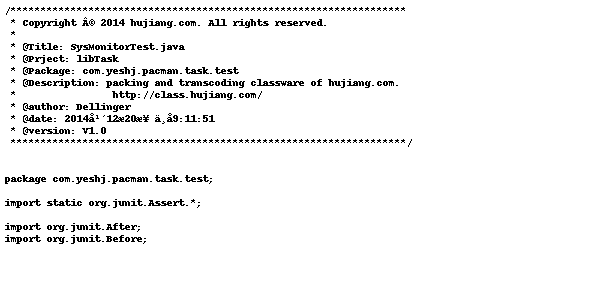 /******************************************************************
 * Copyright Â© 2014 hujiang.com. All rights reserved.
 *
 * @Title: SysMonitorTest.java
 * @Prject: libTask
 * @Package: com.yeshj.pacman.task.test
 * @Description: packing and transcoding classware of hujiang.com.
 *               http://class.hujiang.com/
 * @author: Dellinger
 * @date: 2014å¹´12æ20æ¥ ä¸å9:11:51
 * @version: V1.0
 ******************************************************************/
package com.yeshj.pacman.task.test;
import static org.junit.Assert.*;
import org.junit.After;
import org.junit.Before;